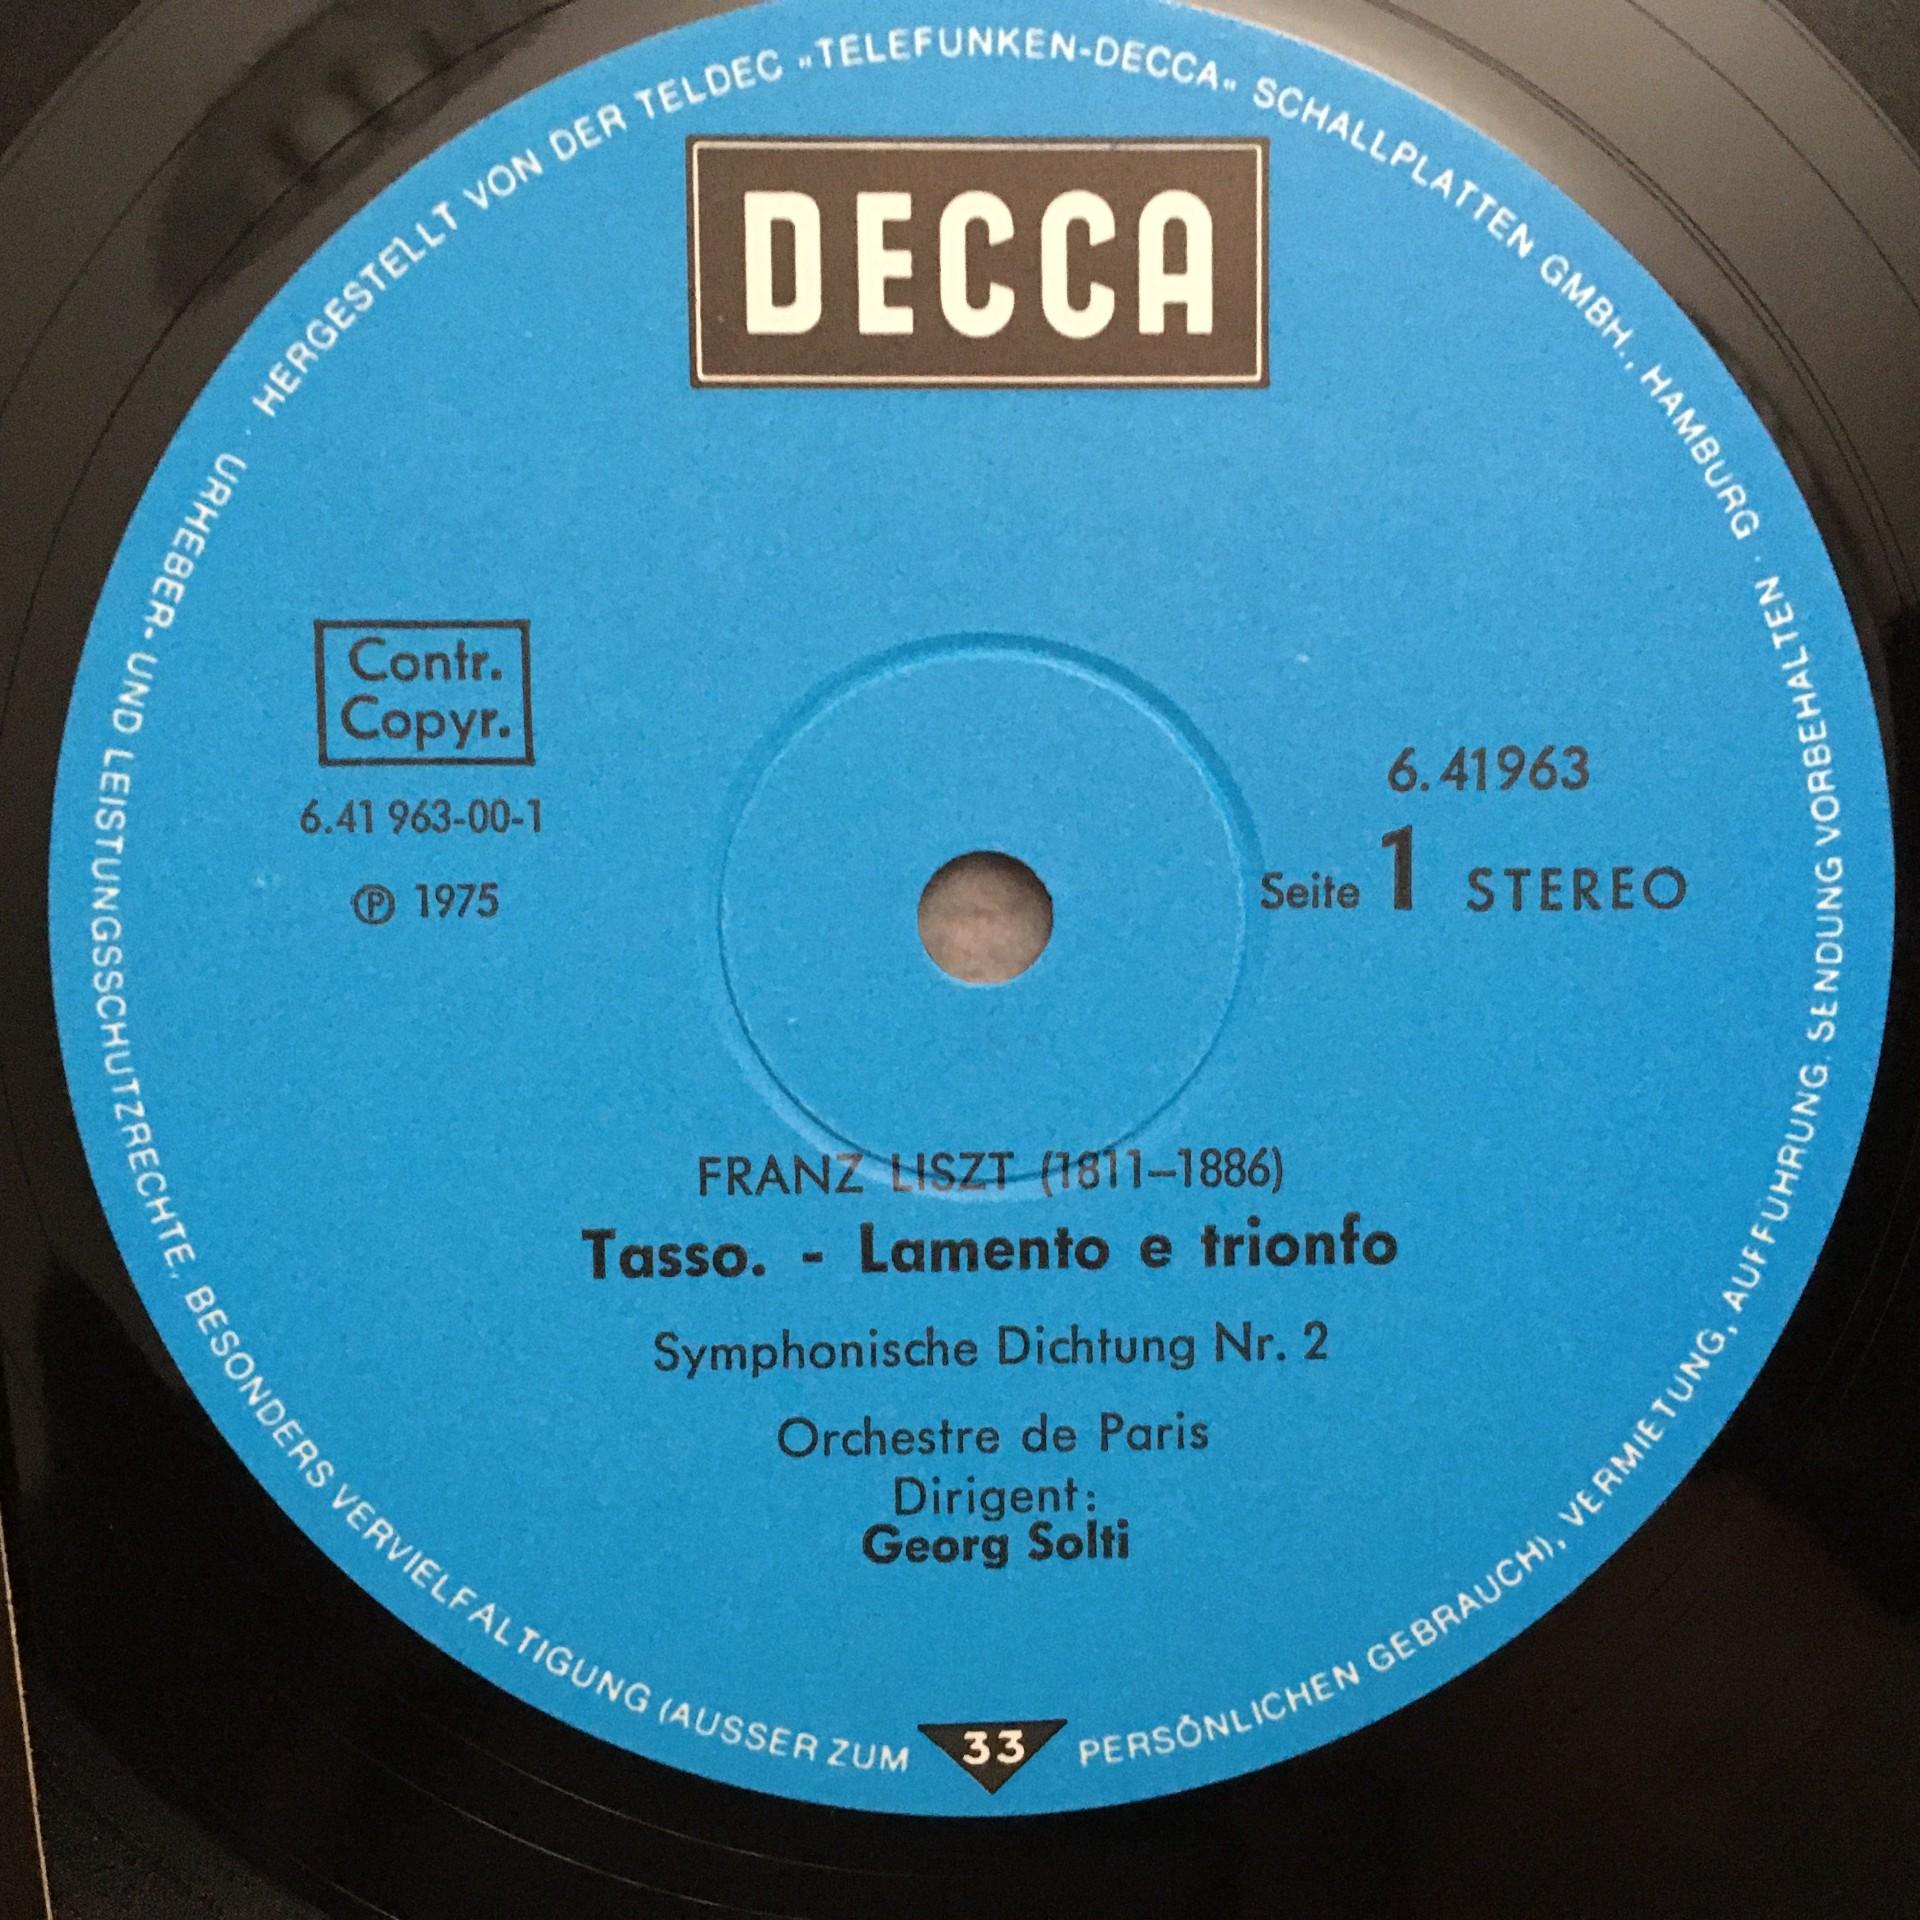 HERGESTELLT VON DER TELDEC „TELEFUNKEN-DECCA“ SCHALLPLATTEN GMBH., HAMBURG ·
URHEBER- UND LEISTUNGSSCHUTZRECHTE, BESONDERS VERVIELFALTIGUNG (AUSSER ZUM PERSÖNLICHEN GEBRAUCH), VERMIETUNG, AUFFUHRUNG, SENDUNG VORBEHALTEN ·
DECCA
Contr.
Copyr.
6.41 963-00-1
Ⓟ 1975
6.41963
Seite 1 STEREO
FRANZ LISZT (1811–1886)
Tasso. - Lamento e trionfo
Symphonische Dichtung Nr. 2
Orchestre de Paris
Dirigent:
Georg Solti
33